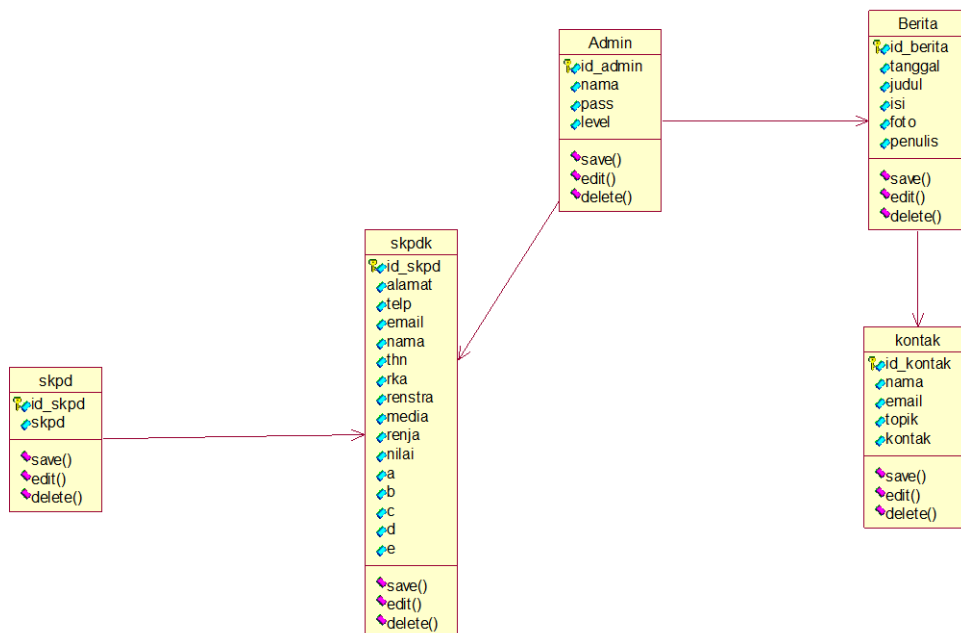 Admin
id_admin
nama
pass
level
save()
edit()
delete()
Berita
id_berita
tanggal
judul
isi
foto
penulis
save()
edit()
delete()
skpdk
id_skpd
alamat
telp
email
nama
thn
rka
renstra
media
renja
nilai
a
b
c
d
e
save()
edit()
delete()
skpd
id_skpd
skpd
save()
edit()
delete()
kontak
id_kontak
nama
email
topik
kontak
save()
edit()
delete()